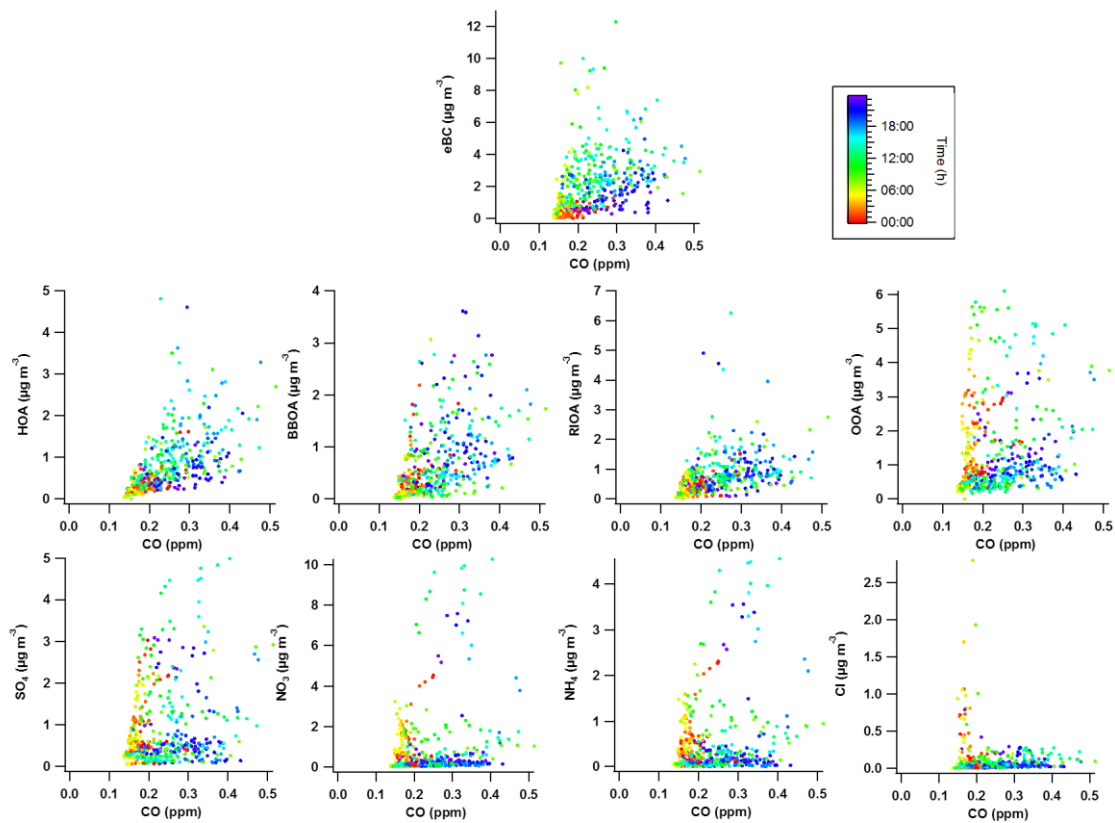 12
10
8
6
4
2
0
eBC (µg m⁻³)
0.0 0.1 0.2 0.3 0.4 0.5
CO (ppm)
18:00
12:00
06:00
00:00
Time (h)
5
4
3
2
1
0
HOA (µg m⁻³)
0.0 0.1 0.2 0.3 0.4 0.5
CO (ppm)
4
3
2
1
0
BBOA (µg m⁻³)
0.0 0.1 0.2 0.3 0.4 0.5
CO (ppm)
7
6
5
4
3
2
1
0
RIOA (µg m⁻³)
0.0 0.1 0.2 0.3 0.4 0.5
CO (ppm)
6
5
4
3
2
1
0
OOA (µg m⁻³)
0.0 0.1 0.2 0.3 0.4 0.5
CO (ppm)
5
4
3
2
1
0
SO₄ (µg m⁻³)
0.0 0.1 0.2 0.3 0.4 0.5
CO (ppm)
10
8
6
4
2
0
NO₃ (µg m⁻³)
0.0 0.1 0.2 0.3 0.4 0.5
CO (ppm)
4
3
2
1
0
NH₄ (µg m⁻³)
0.0 0.1 0.2 0.3 0.4 0.5
CO (ppm)
2.5
2.0
1.5
1.0
0.5
0.0
Cl (µg m⁻³)
0.0 0.1 0.2 0.3 0.4 0.5
CO (ppm)